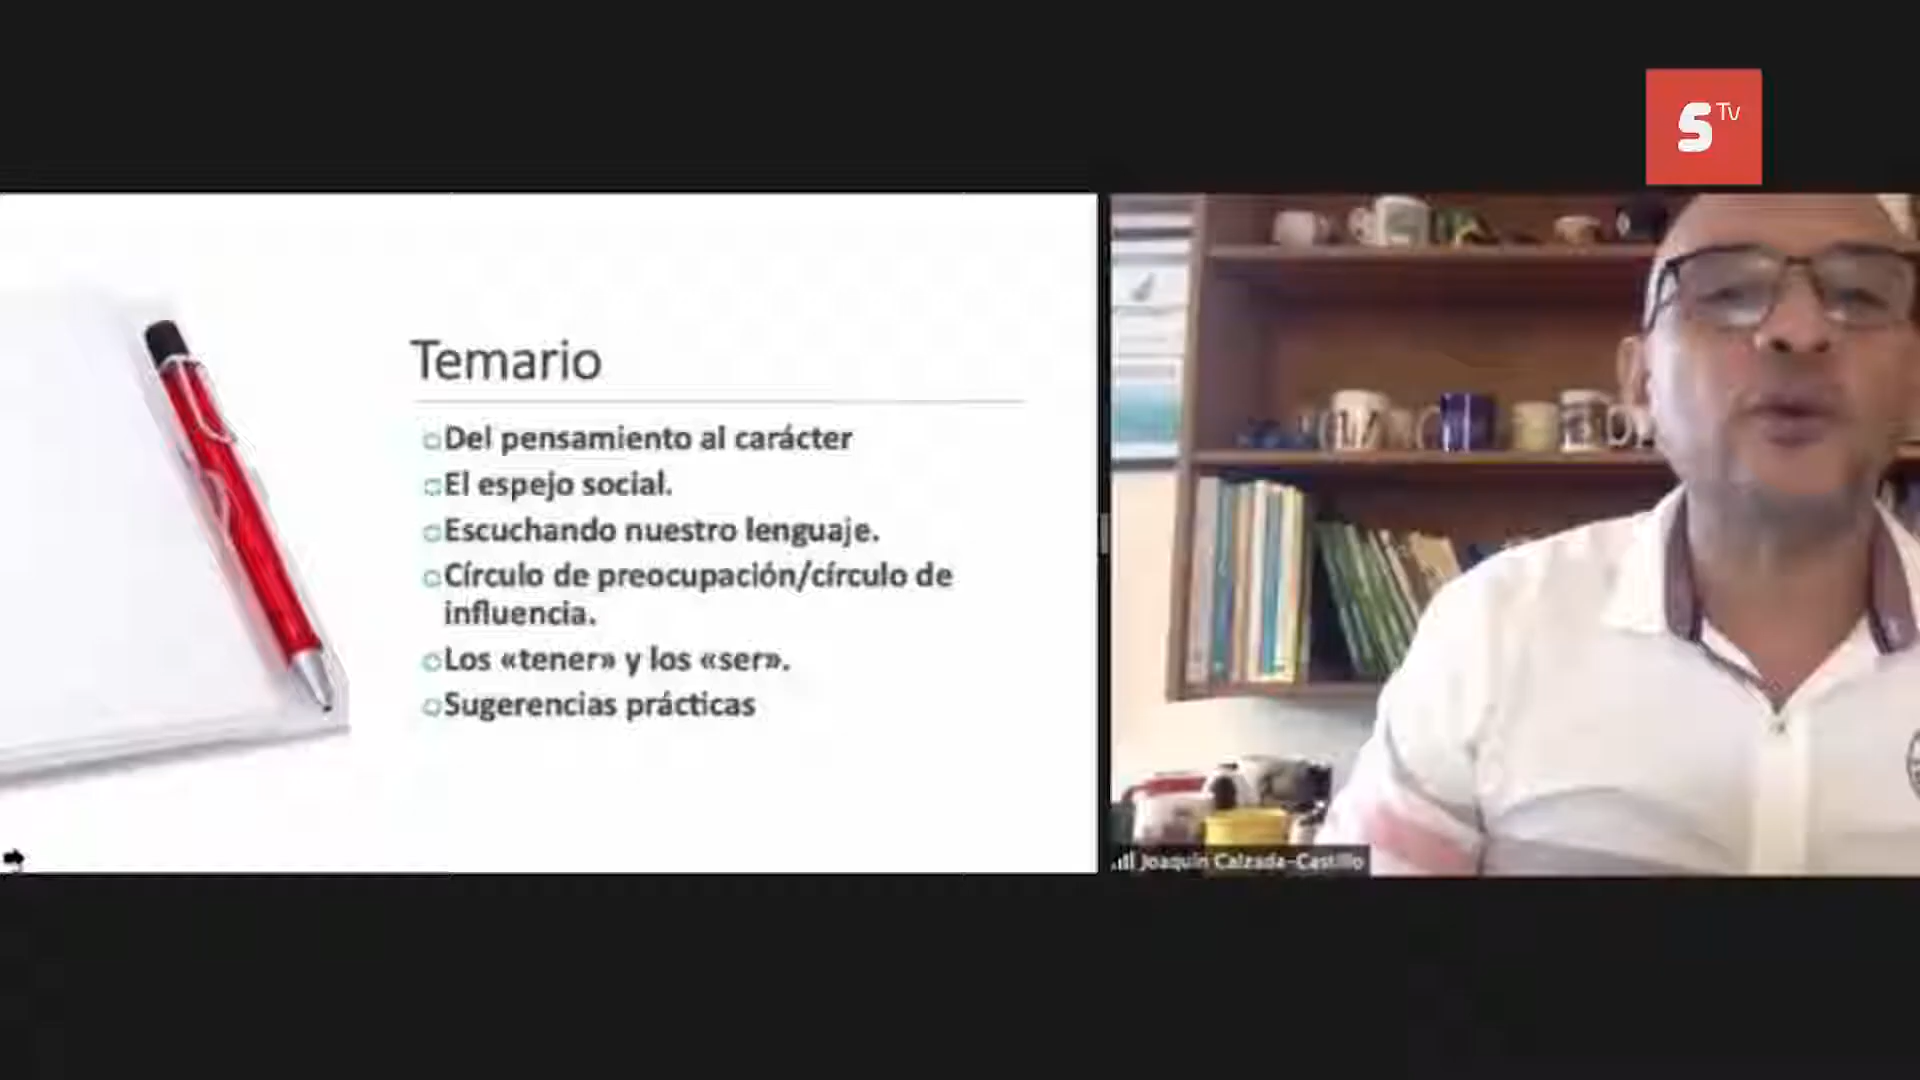 S Tv
Temario
Del pensamiento al carácter
El espejo social.
Escuchando nuestro lenguaje.
Círculo de preocupación/círculo de
influencia.
Los «tener» y los «ser».
Sugerencias prácticas
Joaquín Calzada-Castillo